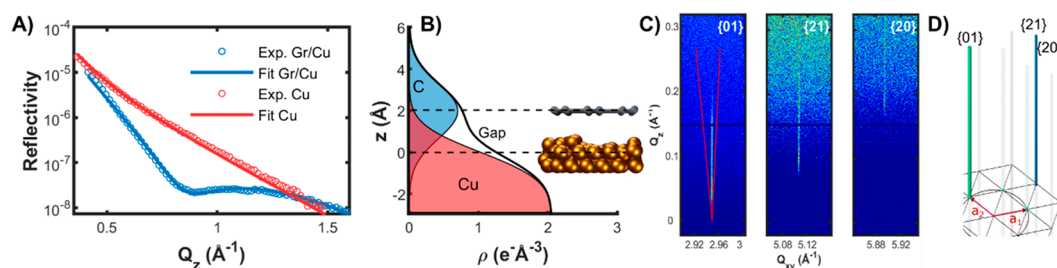 A)
10⁻⁴
10⁻⁵
10⁻⁶
10⁻⁷
10⁻⁸
Reflectivity
Exp. Gr/Cu
Fit Gr/Cu
Exp. Cu
Fit Cu
0.5
1
1.5
Q_z (Å⁻¹)
B)
6
4
2
0
-2
z (Å)
C
Gap
Cu
0
1
2
3
ρ (e⁻Å⁻³)
C)
{01}
{21}
{20}
Q_z (Å⁻¹)
0.2
0.1
0
2.92 2.96 3
5.08 5.12
5.88 5.92
Q_xy (Å⁻¹)
D)
{01}
{21}
{20
a₂
a₁